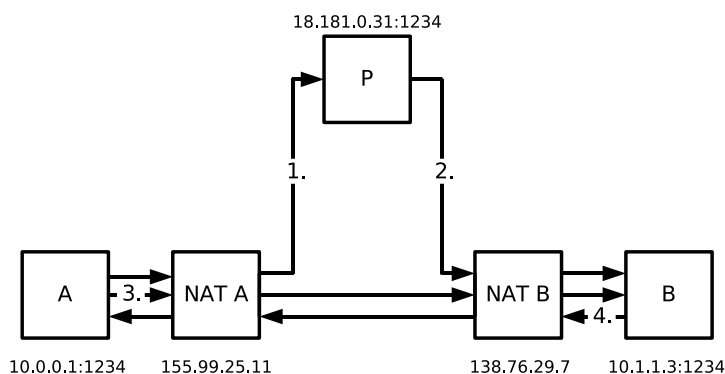 18.181.0.31:1234
P
1.
2.
A
3.
NAT A
NAT B
4.
B
10.0.0.1:1234
155.99.25.11
138.76.29.7
10.1.1.3:1234